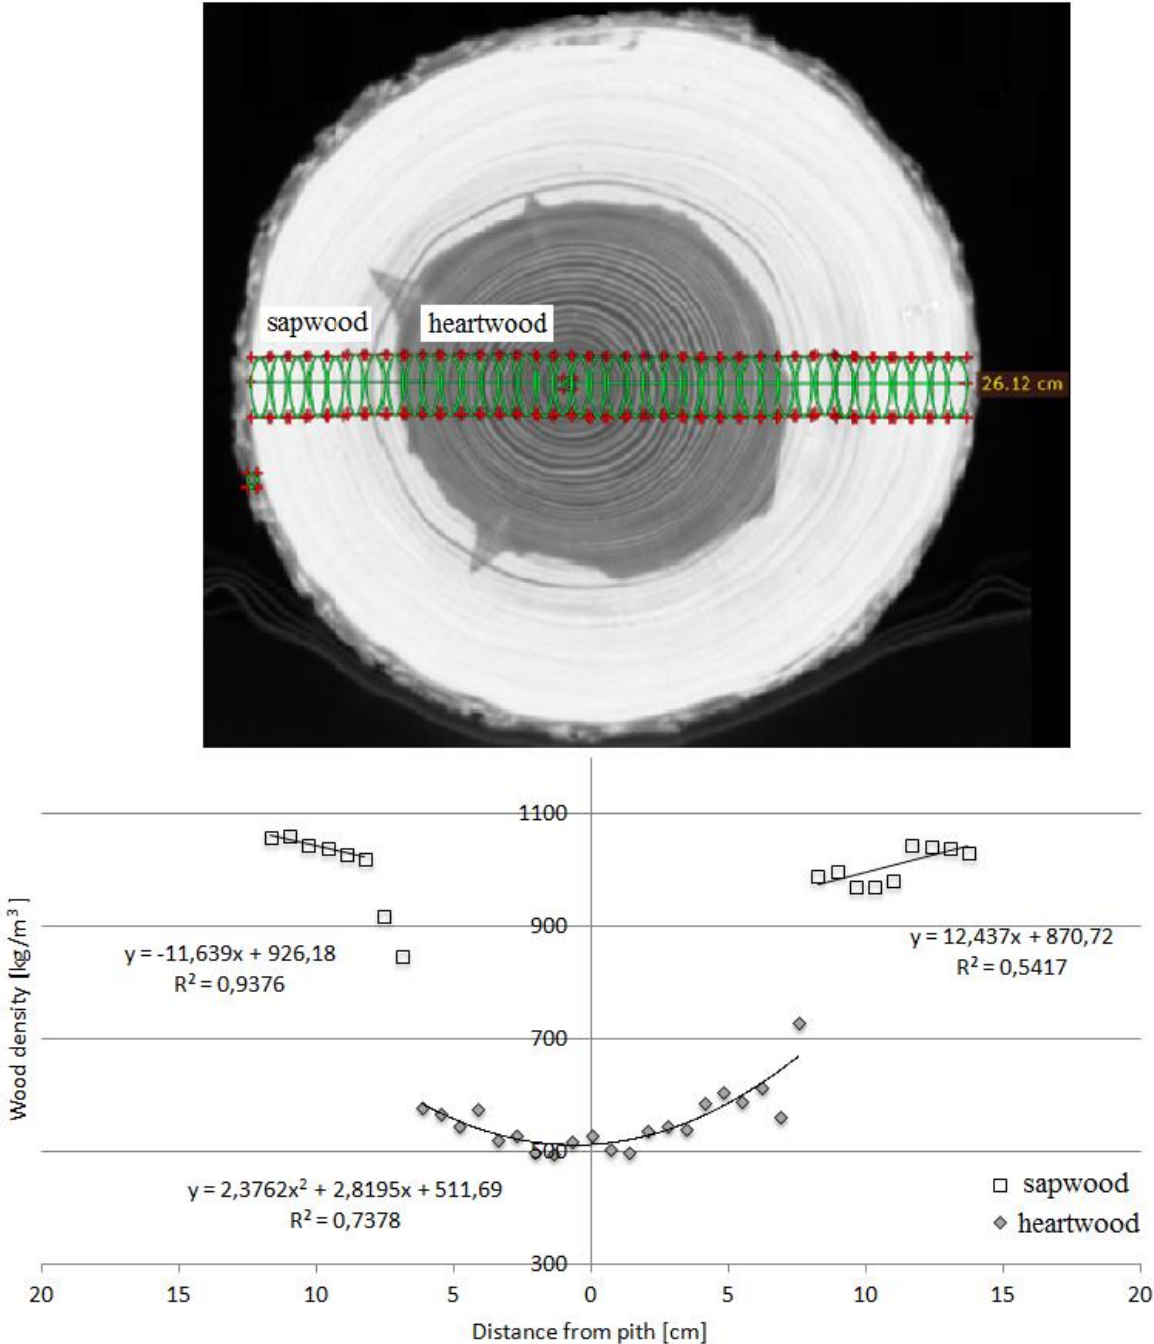 sapwood
heartwood
26.12 cm
1100
900
700
500
300
y = -11,639x + 926,18
R² = 0,9376
y = 12,437x + 870,72
R² = 0,5417
y = 2,3762x² + 2,8195x + 511,69
R² = 0,7378
sapwood
heartwood
Wood density [kg/m³]
20 15 10 5 0 5 10 15 20
Distance from pith [cm]